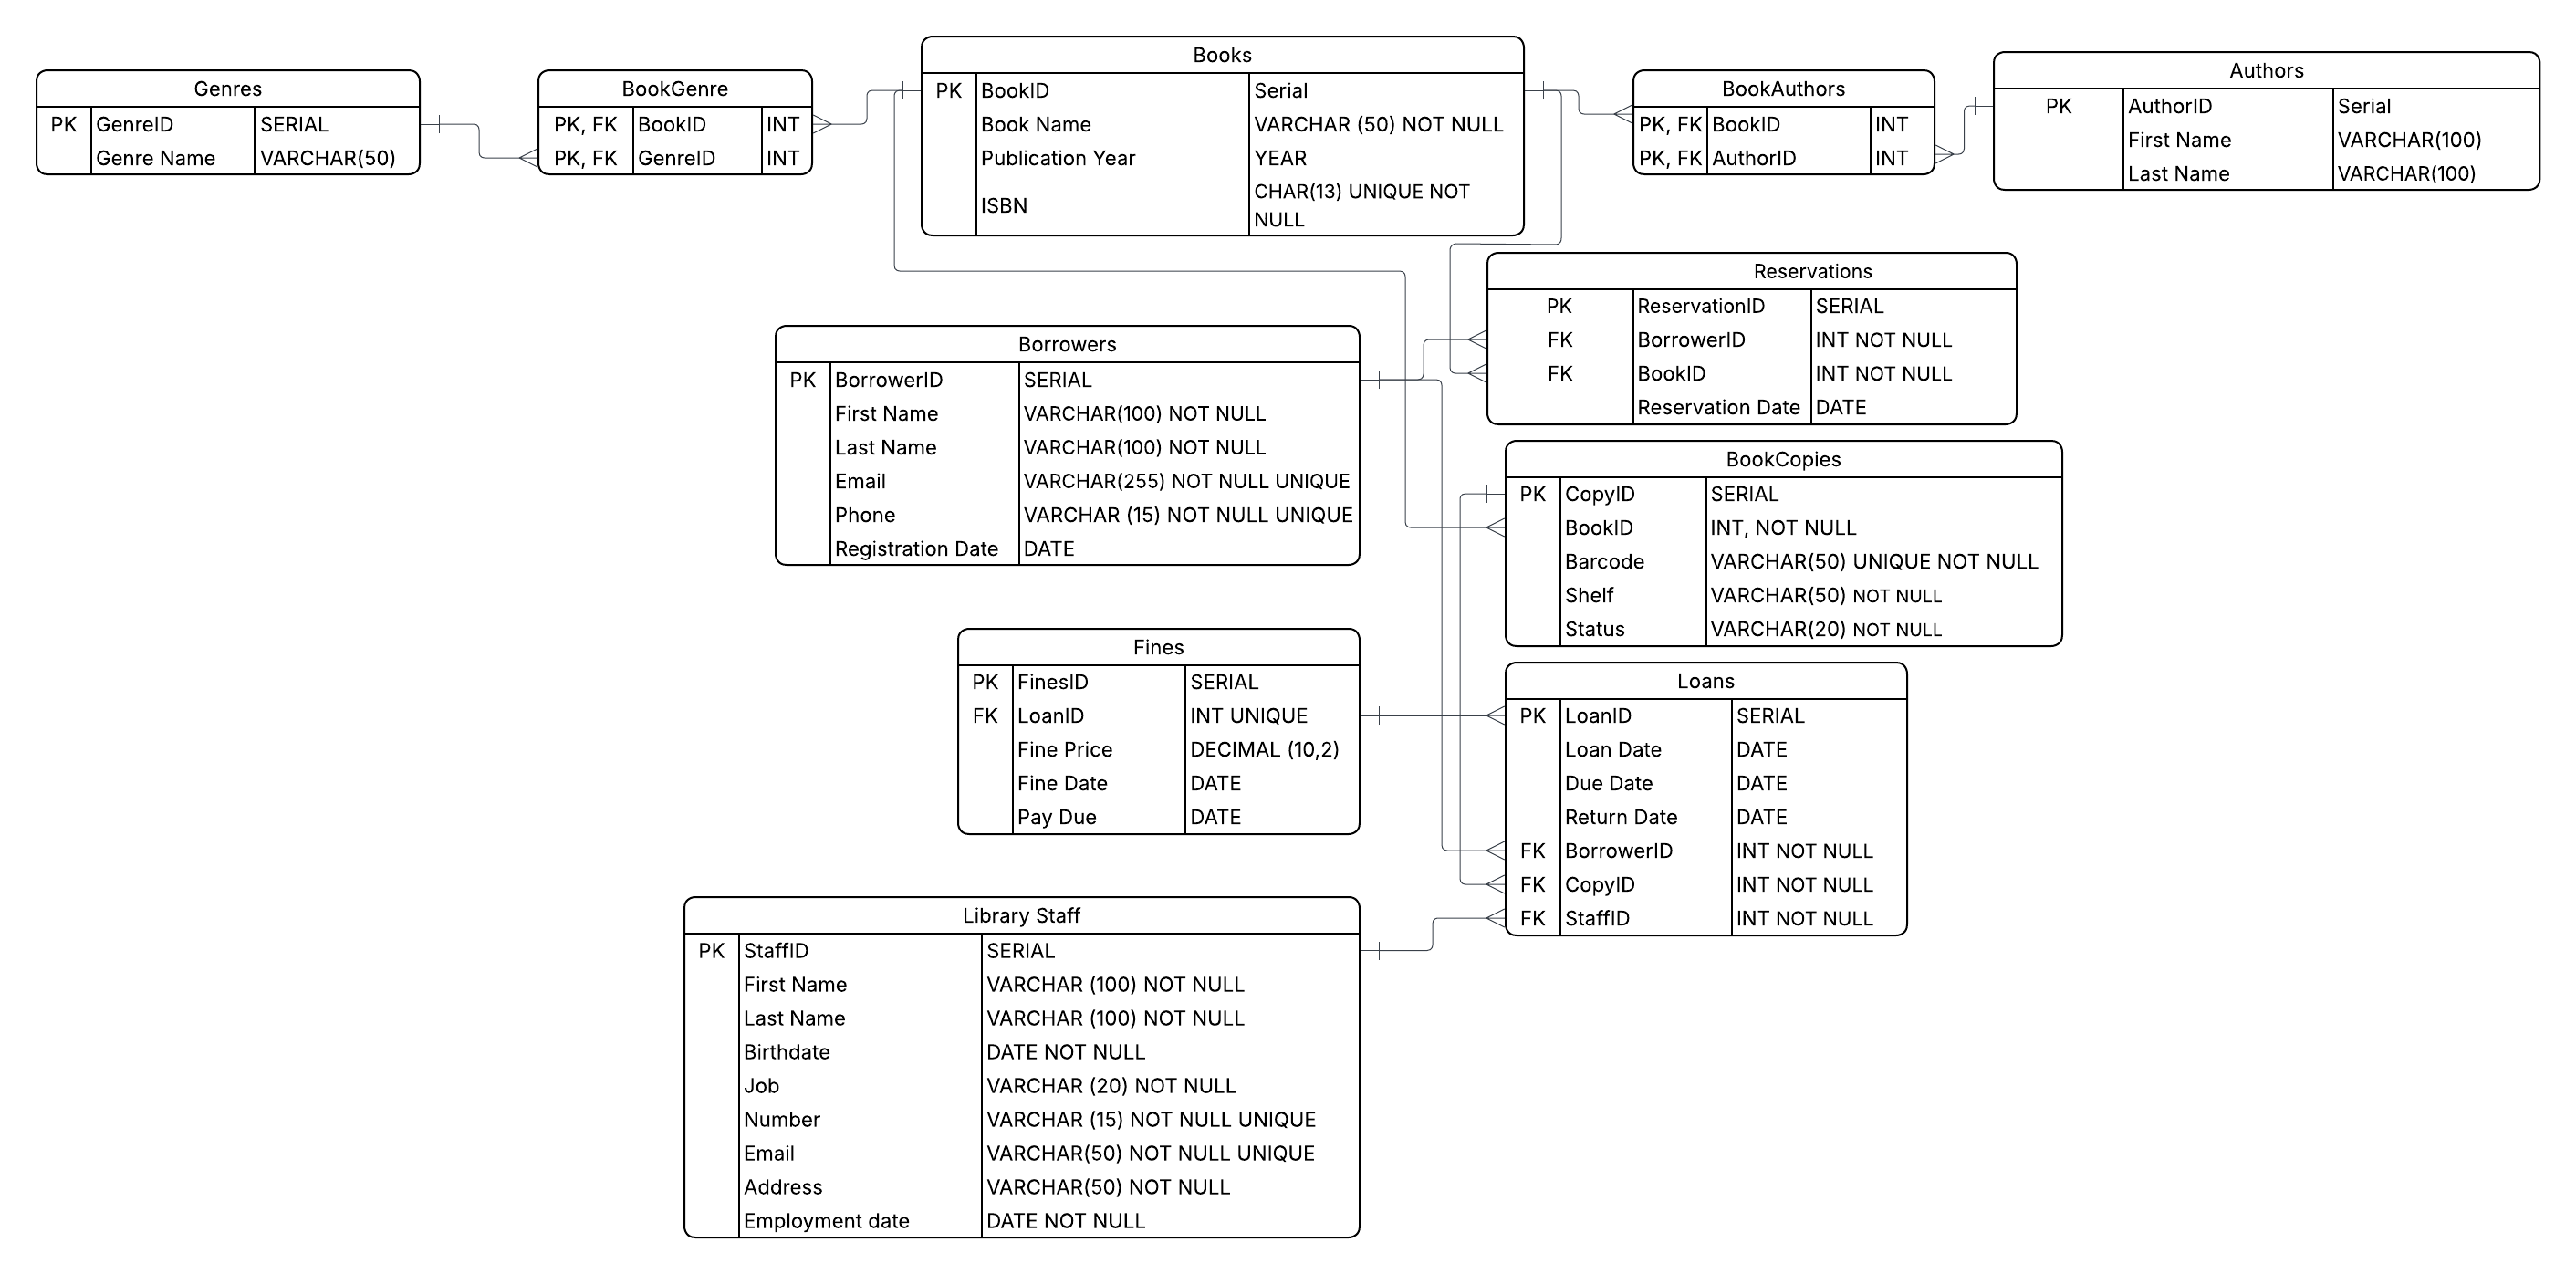 Genres
PK GenreID SERIAL
Genre Name VARCHAR(50)
BookGenre
PK, FK BookID INT
PK, FK GenreID INT
Books
PK BookID Serial
Book Name VARCHAR (50) NOT NULL
Publication Year YEAR
ISBN CHAR(13) UNIQUE NOT
NULL
BookAuthors
PK, FK BookID INT
PK, FK AuthorID INT
Authors
PK AuthorID Serial
First Name VARCHAR(100)
Last Name VARCHAR(100)
Reservations
PK ReservationID SERIAL
FK BorrowerID INT NOT NULL
FK BookID INT NOT NULL
Reservation Date DATE
Borrowers
PK BorrowerID SERIAL
First Name VARCHAR(100) NOT NULL
Last Name VARCHAR(100) NOT NULL
Email VARCHAR(255) NOT NULL UNIQUE
Phone VARCHAR (15) NOT NULL UNIQUE
Registration Date DATE
BookCopies
PK CopyID SERIAL
BookID INT, NOT NULL
Barcode VARCHAR(50) UNIQUE NOT NULL
Shelf VARCHAR(50) NOT NULL
Status VARCHAR(20) NOT NULL
Fines
PK FinesID SERIAL
FK LoanID INT UNIQUE
Fine Price DECIMAL (10,2)
Fine Date DATE
Pay Due DATE
Loans
PK LoanID SERIAL
Loan Date DATE
Due Date DATE
Return Date DATE
FK BorrowerID INT NOT NULL
FK CopyID INT NOT NULL
FK StaffID INT NOT NULL
Library Staff
PK StaffID SERIAL
First Name VARCHAR (100) NOT NULL
Last Name VARCHAR (100) NOT NULL
Birthdate DATE NOT NULL
Job VARCHAR (20) NOT NULL
Number VARCHAR (15) NOT NULL UNIQUE
Email VARCHAR(50) NOT NULL UNIQUE
Address VARCHAR(50) NOT NULL
Employment date DATE NOT NULL